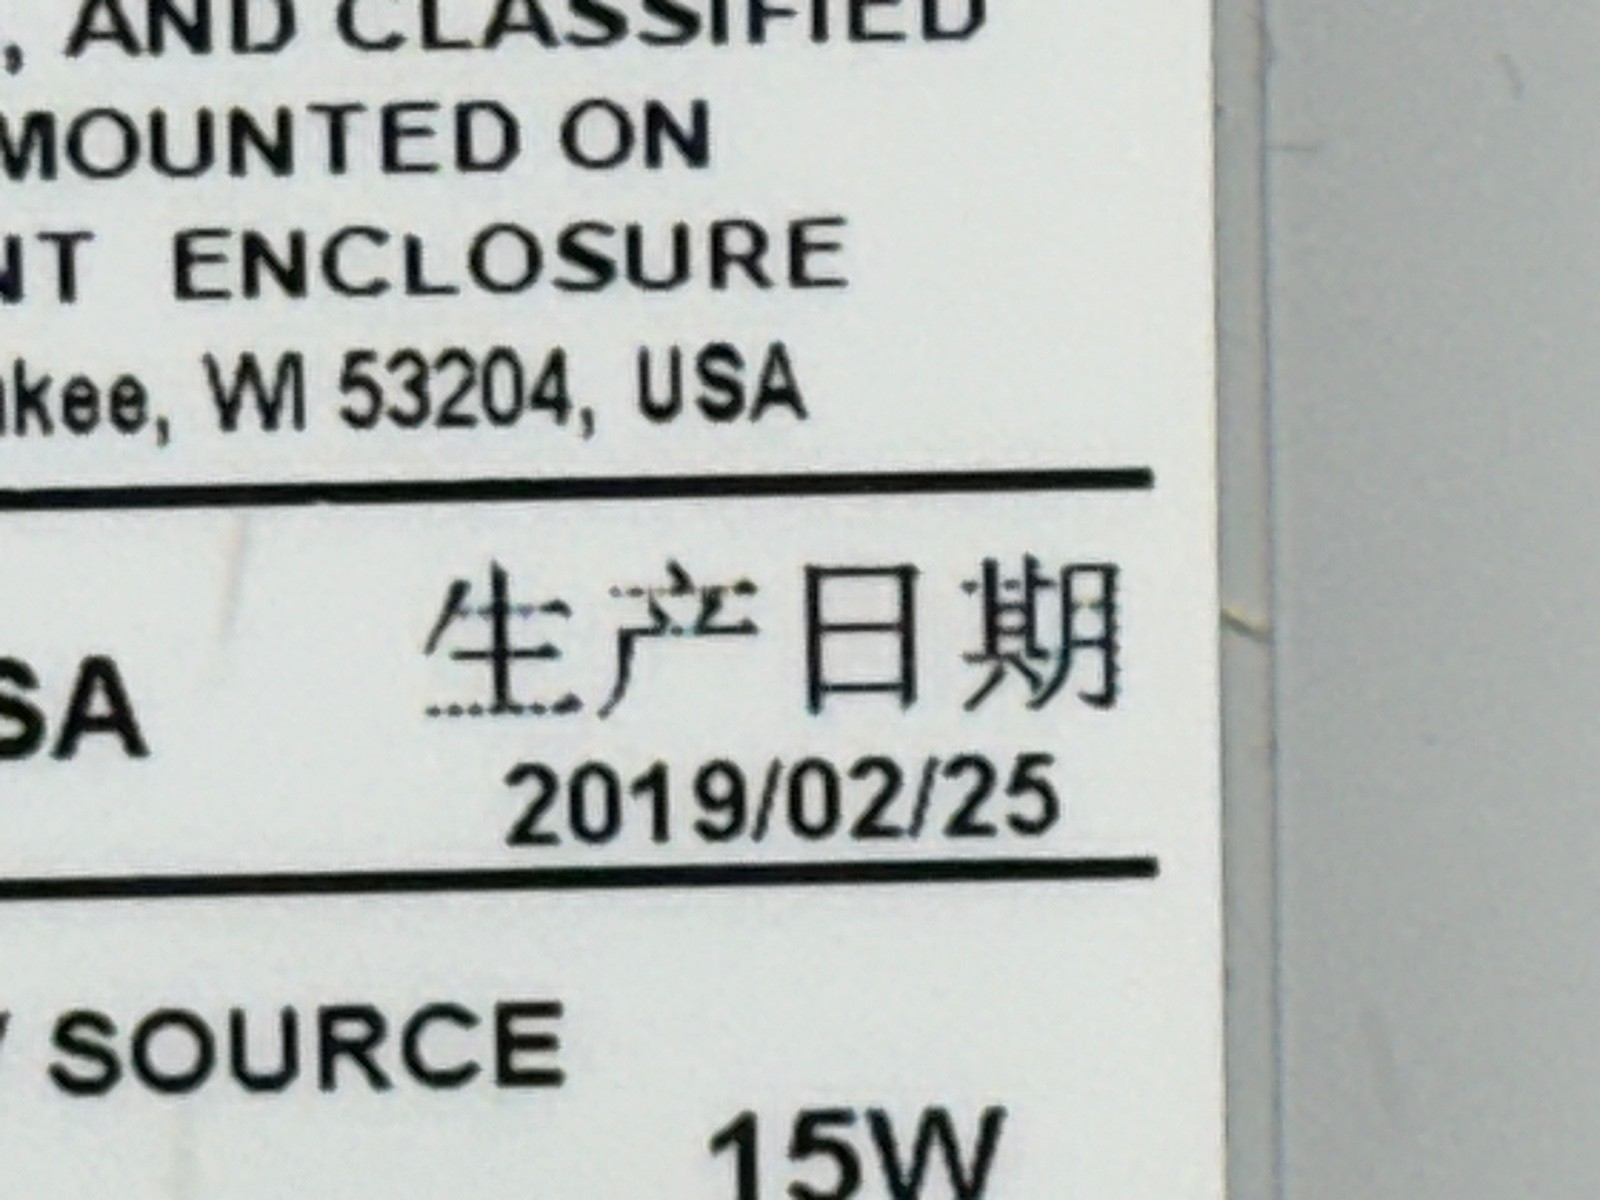 , AND CLASSIFIED
MOUNTED ON
NT ENCLOSURE
ukee, WI 53204, USA
生产日期
SA
2019/02/25
SOURCE
15W